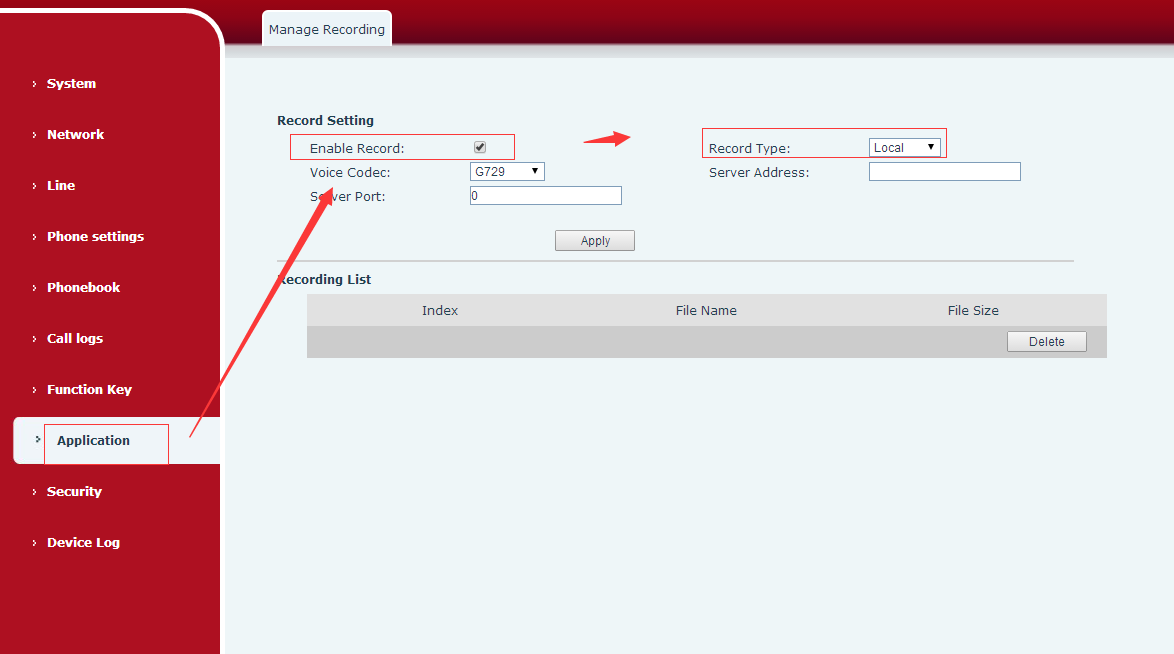 Manage Recording
System
Network
Line
Phone settings
Phonebook
Call logs
Function Key
Application
Security
Device Log
Record Setting
Enable Record:
Record Type: Local
Voice Codec: G729
Server Address:
Server Port: 0
Apply
Recording List
Index File Name File Size
Delete